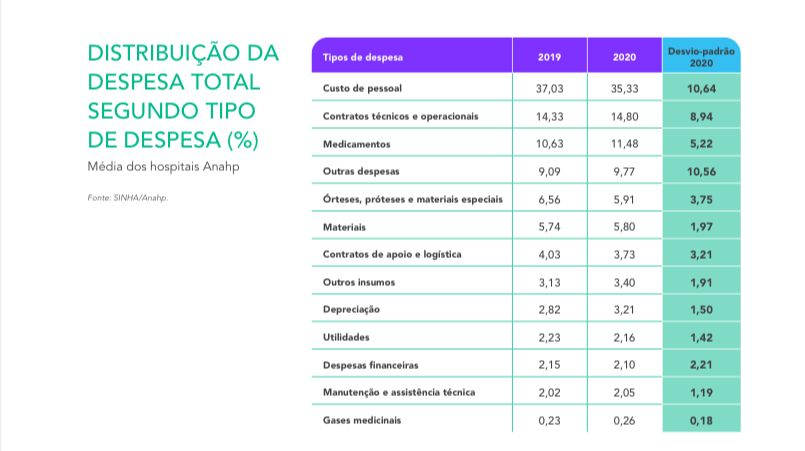 DISTRIBUIÇÃO DA
DESPESA TOTAL
SEGUNDO TIPO
DE DESPESA (%)
Média dos hospitais Anahp
Fonte: SINHA/Anahp.
Tipos de despesa 2019 2020 Desvio-padrão 2020
Custo de pessoal 37,03 35,33 10,64
Contratos técnicos e operacionais 14,33 14,80 8,94
Medicamentos 10,63 11,48 5,22
Outras despesas 9,09 9,77 10,56
Órteses, próteses e materiais especiais 6,56 5,91 3,75
Materiais 5,74 5,80 1,97
Contratos de apoio e logística 4,03 3,73 3,21
Outros insumos 3,13 3,40 1,91
Depreciação 2,82 3,21 1,50
Utilidades 2,23 2,16 1,42
Despesas financeiras 2,15 2,10 2,21
Manutenção e assistência técnica 2,02 2,05 1,19
Gases medicinais 0,23 0,26 0,18